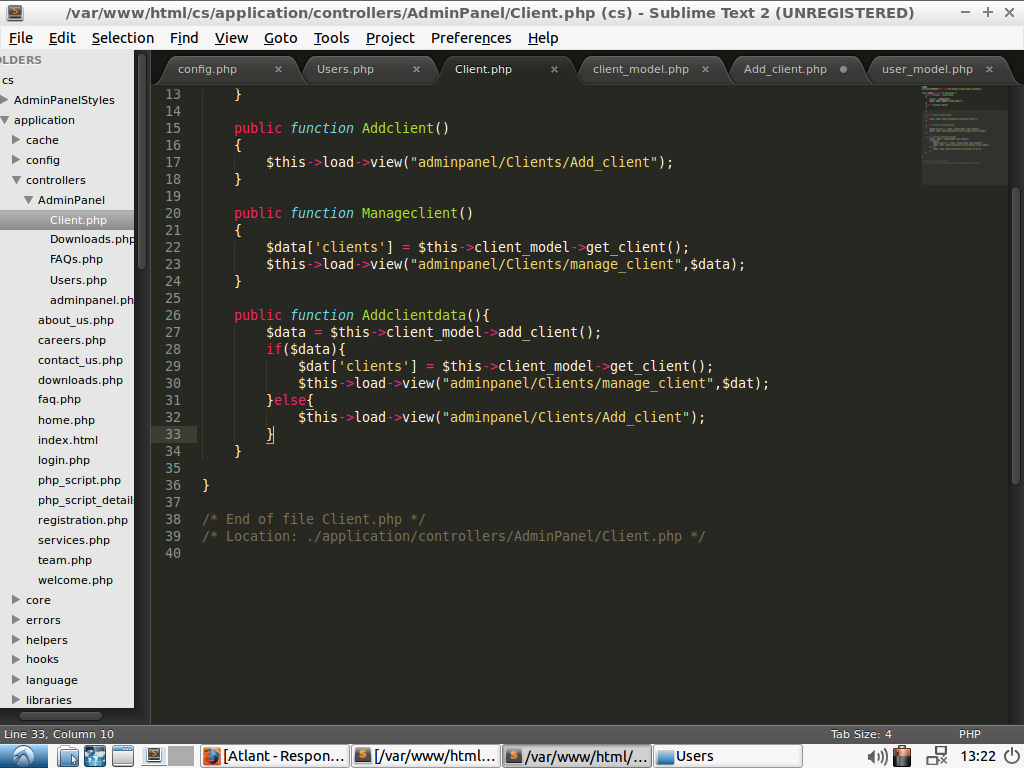 /var/www/html/cs/application/controllers/AdminPanel/Client.php (cs) - Sublime Text 2 (UNREGISTERED)
File Edit Selection Find View Goto Tools Project Preferences Help
OLDERS
cs
AdminPanelStyles
application
cache
config
controllers
AdminPanel
Client.php
Downloads.php
FAQs.php
Users.php
adminpanel.ph
about_us.php
careers.php
contact_us.php
downloads.php
faq.php
home.php
index.html
login.php
php_script.php
php_script_details
registration.php
services.php
team.php
welcome.php
core
errors
helpers
hooks
language
libraries
config.php × Users.php × Client.php × client_model.php × Add_client.php user_model.php ×
13 }
14
15 public function Addclient()
16 {
17 $this->load->view("adminpanel/Clients/Add_client");
18 }
19
20 public function Manageclient()
21 {
22 $data['clients'] = $this->client_model->get_client();
23 $this->load->view("adminpanel/Clients/manage_client",$data);
24 }
25
26 public function Addclientdata(){
27 $data = $this->client_model->add_client();
28 if($data){
29 $dat['clients'] = $this->client_model->get_client();
30 $this->load->view("adminpanel/Clients/manage_client",$dat);
31 }else{
32 $this->load->view("adminpanel/Clients/Add_client");
33 }
34 }
35
36 }
37
38 /* End of file Client.php */
39 /* Location: ./application/controllers/AdminPanel/Client.php */
40
Line 33, Column 10 Tab Size: 4 PHP
[Atlant - Respon... [/var/www/html... /var/www/html/... Users 13:22